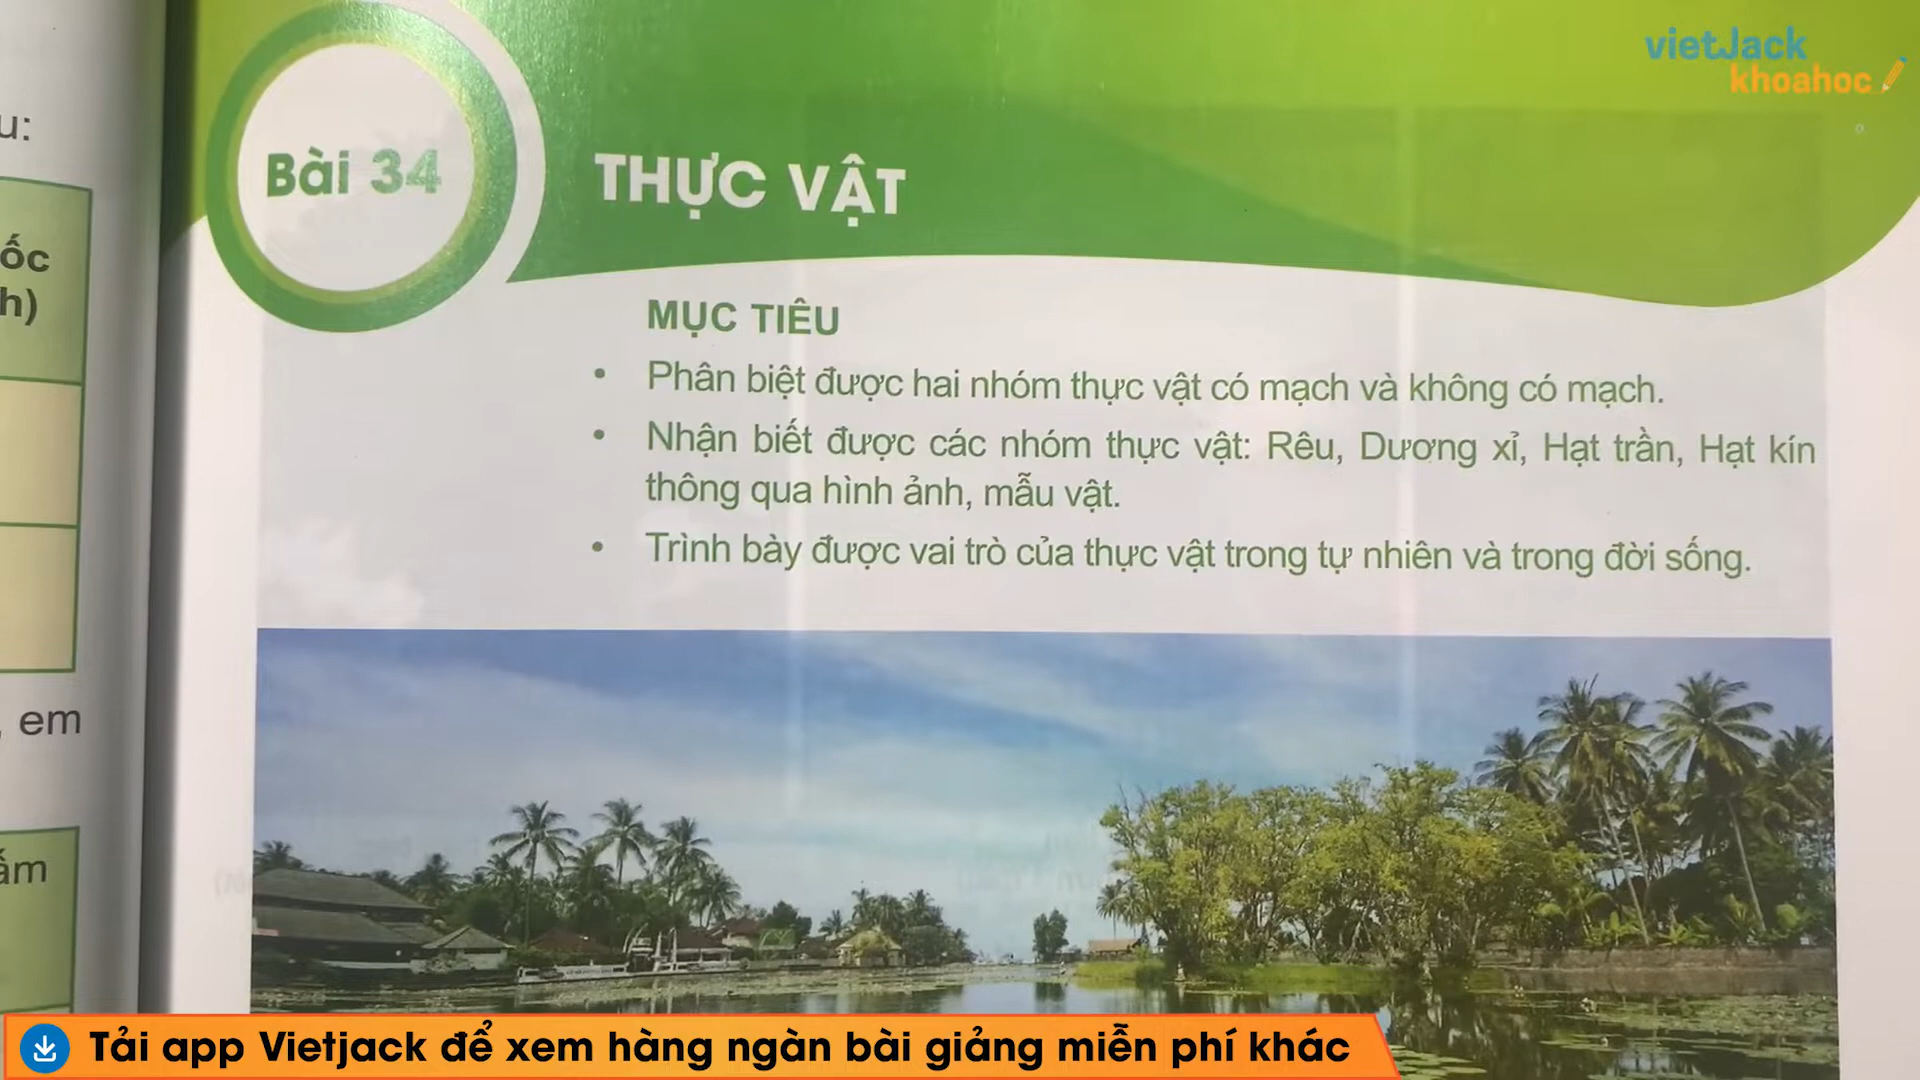 vietJack
khoahoc
u:
Bài 34
THỰC VẬT
ốc
h)
MỤC TIÊU
• Phân biệt được hai nhóm thực vật có mạch và không có mạch.
• Nhận biết được các nhóm thực vật: Rêu, Dương xỉ, Hạt trần, Hạt kín
thông qua hình ảnh, mẫu vật.
• Trình bày được vai trò của thực vật trong tự nhiên và trong đời sống.
, em
Tải app Vietjack để xem hàng ngàn bài giảng miễn phí khác